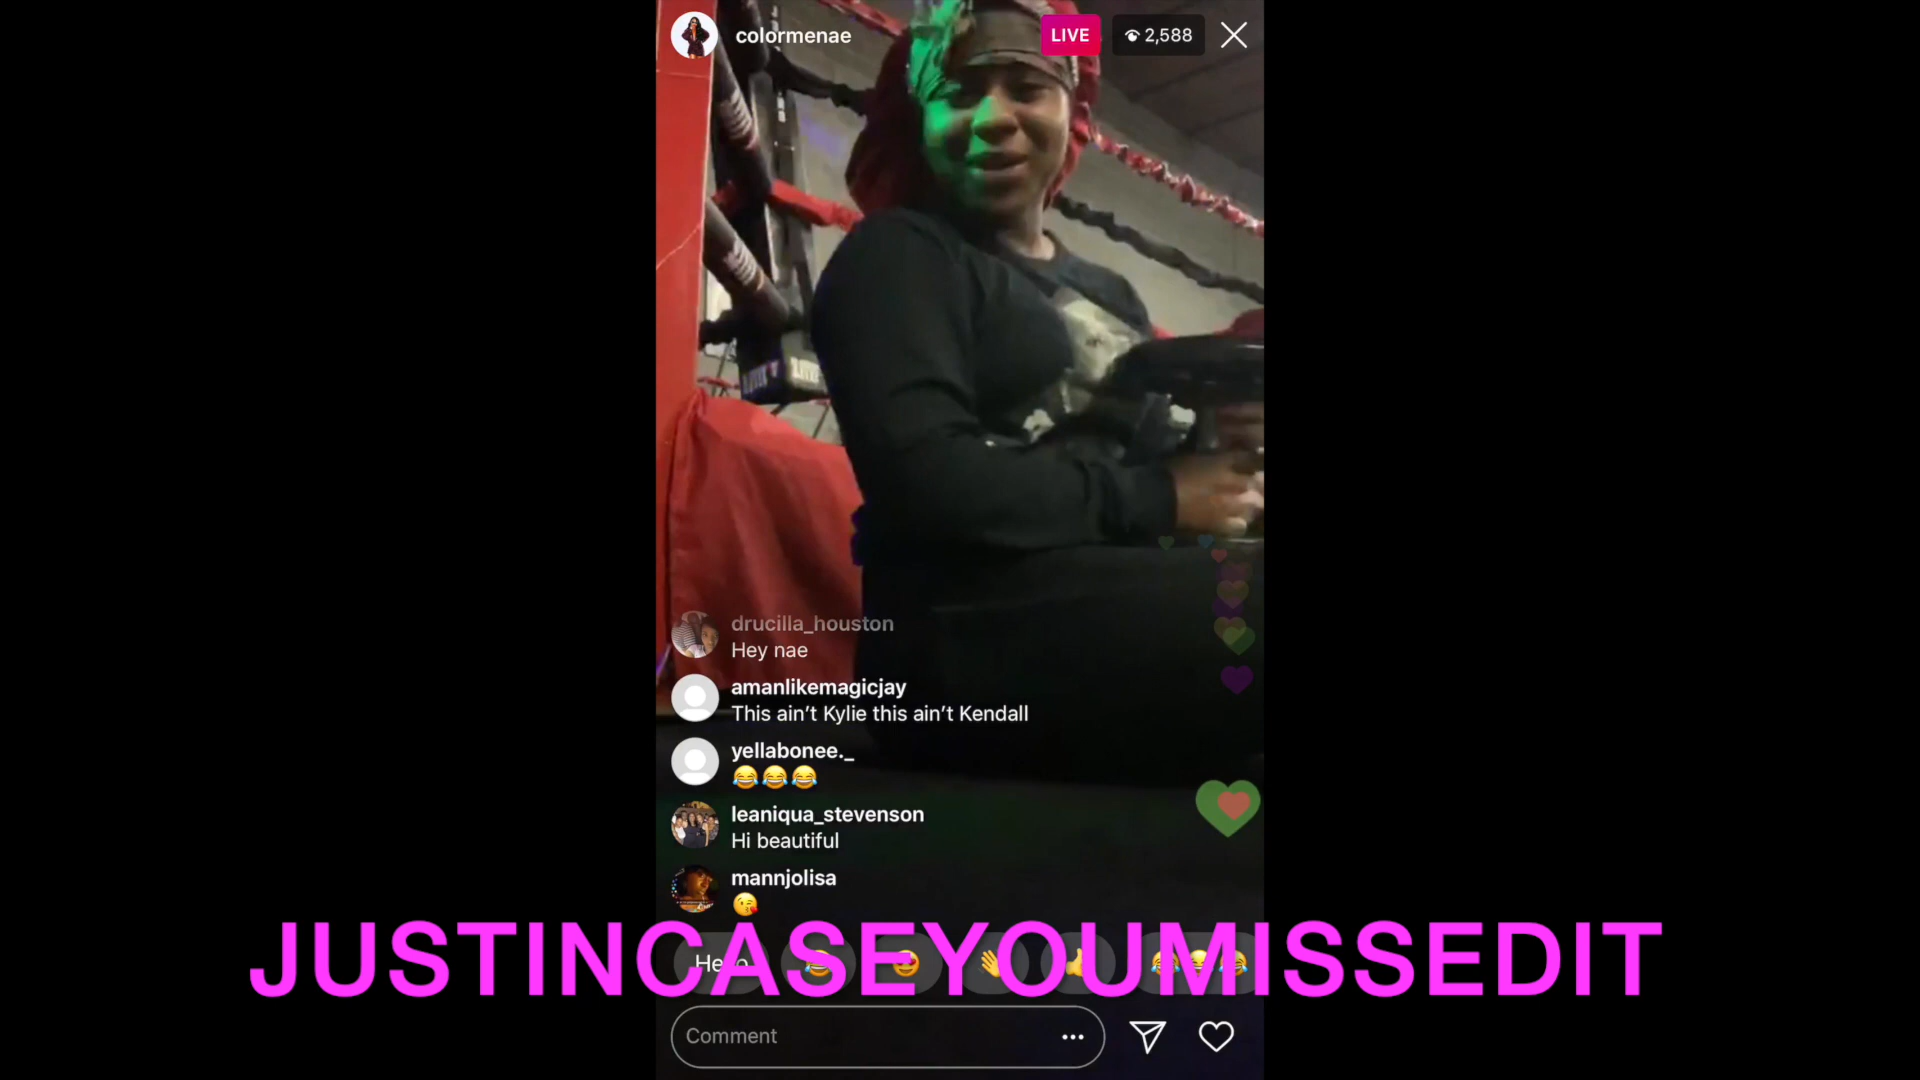 colormenae
LIVE
2,588
drucilla_houston
Hey nae
amanlikemagicjay
This ain’t Kylie this ain’t Kendall
yellabonee._
😂😂😂
leaniqua_stevenson
Hi beautiful
mannjolisa
😘
JUSTINCASEYOUMISSEDIT
Comment